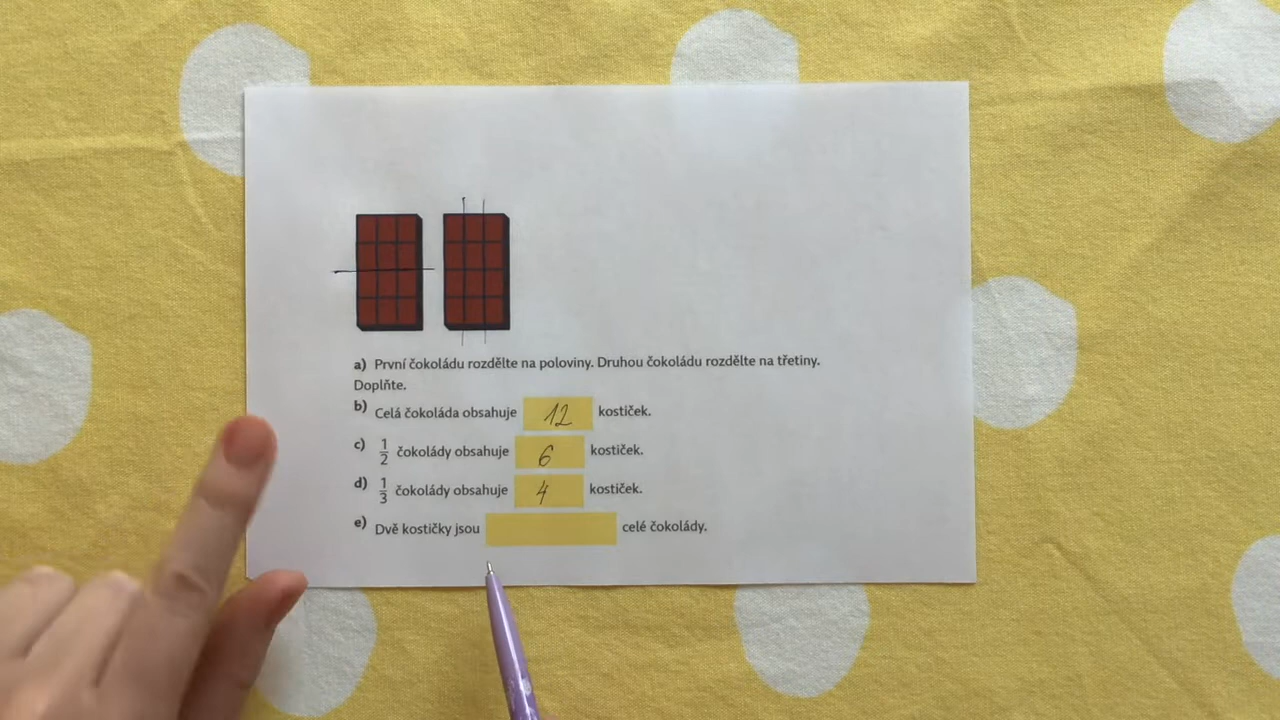 a) První čokoládu rozdělte na poloviny. Druhou čokoládu rozdělte na třetiny.
Doplňte.
b) Celá čokoláda obsahuje 12 kostiček.
c) 1/2 čokolády obsahuje 6 kostiček.
d) 1/3 čokolády obsahuje 4 kostiček.
e) Dvě kostičky jsou celé čokolády.